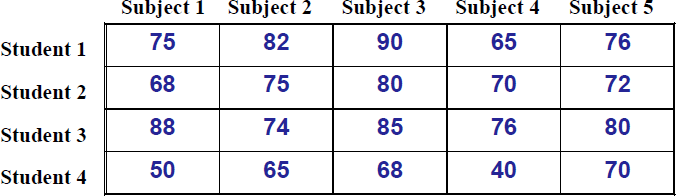 Subject 1 Subject 2 Subject 3 Subject 4 Subject 5
Student 1 75 82 90 65 76
Student 2 68 75 80 70 72
Student 3 88 74 85 76 80
Student 4 50 65 68 40 70